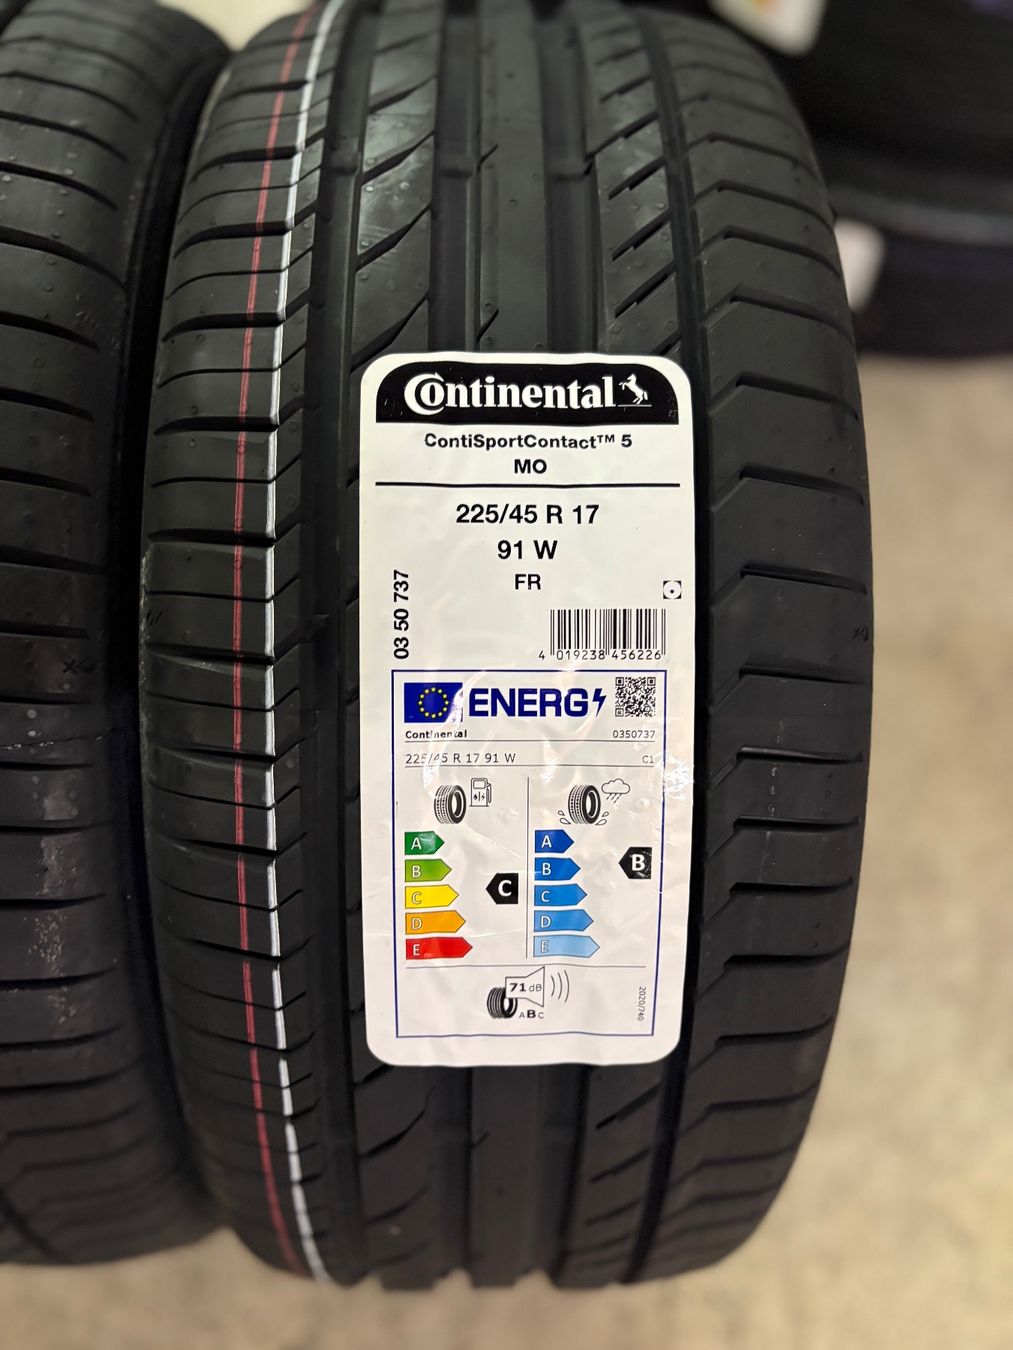 Continental
ContiSportContact™ 5
MO
225/45 R 17
91 W
FR
03 50 737
4 019238 456226
ENERG
Continental
0350737
225/45 R 17 91 W
C1
A
B
C
D
E
C
A
B
C
D
E
B
71 dB
ABC
2020/740